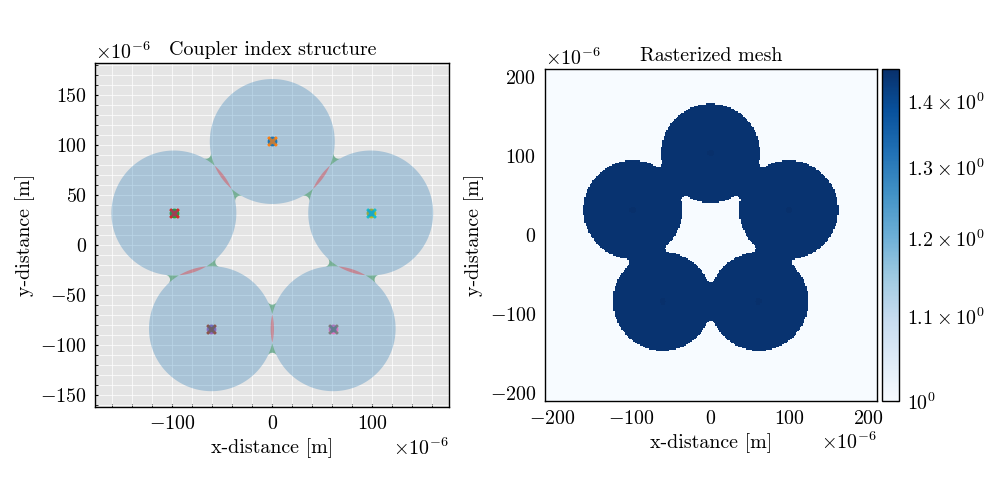 ×10⁻⁶ Coupler index structure
150
100
50
0
−50
−100
−150
y-distance [m]
−100 0 100
x-distance [m] ×10⁻⁶
×10⁻⁶ Rasterized mesh
200
100
0
−100
−200
y-distance [m]
−200 −100 0 100 200
x-distance [m] ×10⁻⁶
1.4 × 10⁰
1.3 × 10⁰
1.2 × 10⁰
1.1 × 10⁰
10⁰